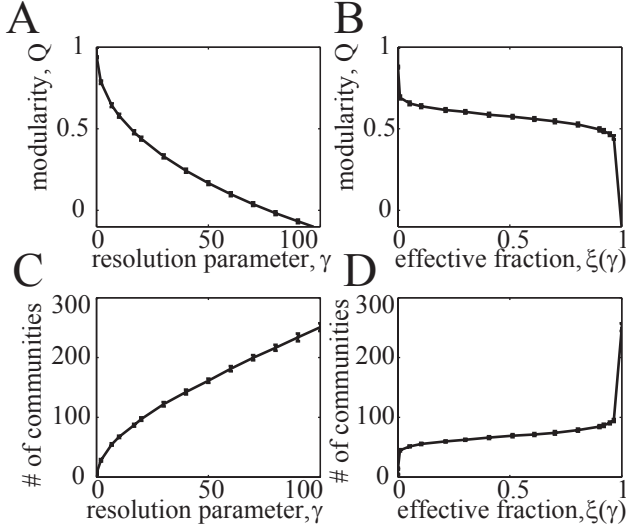 A
modularity, Q
1
0.5
0
0 50 100
resolution parameter, γ
B
modularity, Q
1
0.5
0
0 0.5 1
effective fraction, ξ(γ)
C
# of communities
300
200
100
0
0 50 100
resolution parameter, γ
D
# of communities
300
200
100
0
0 0.5 1
effective fraction, ξ(γ)